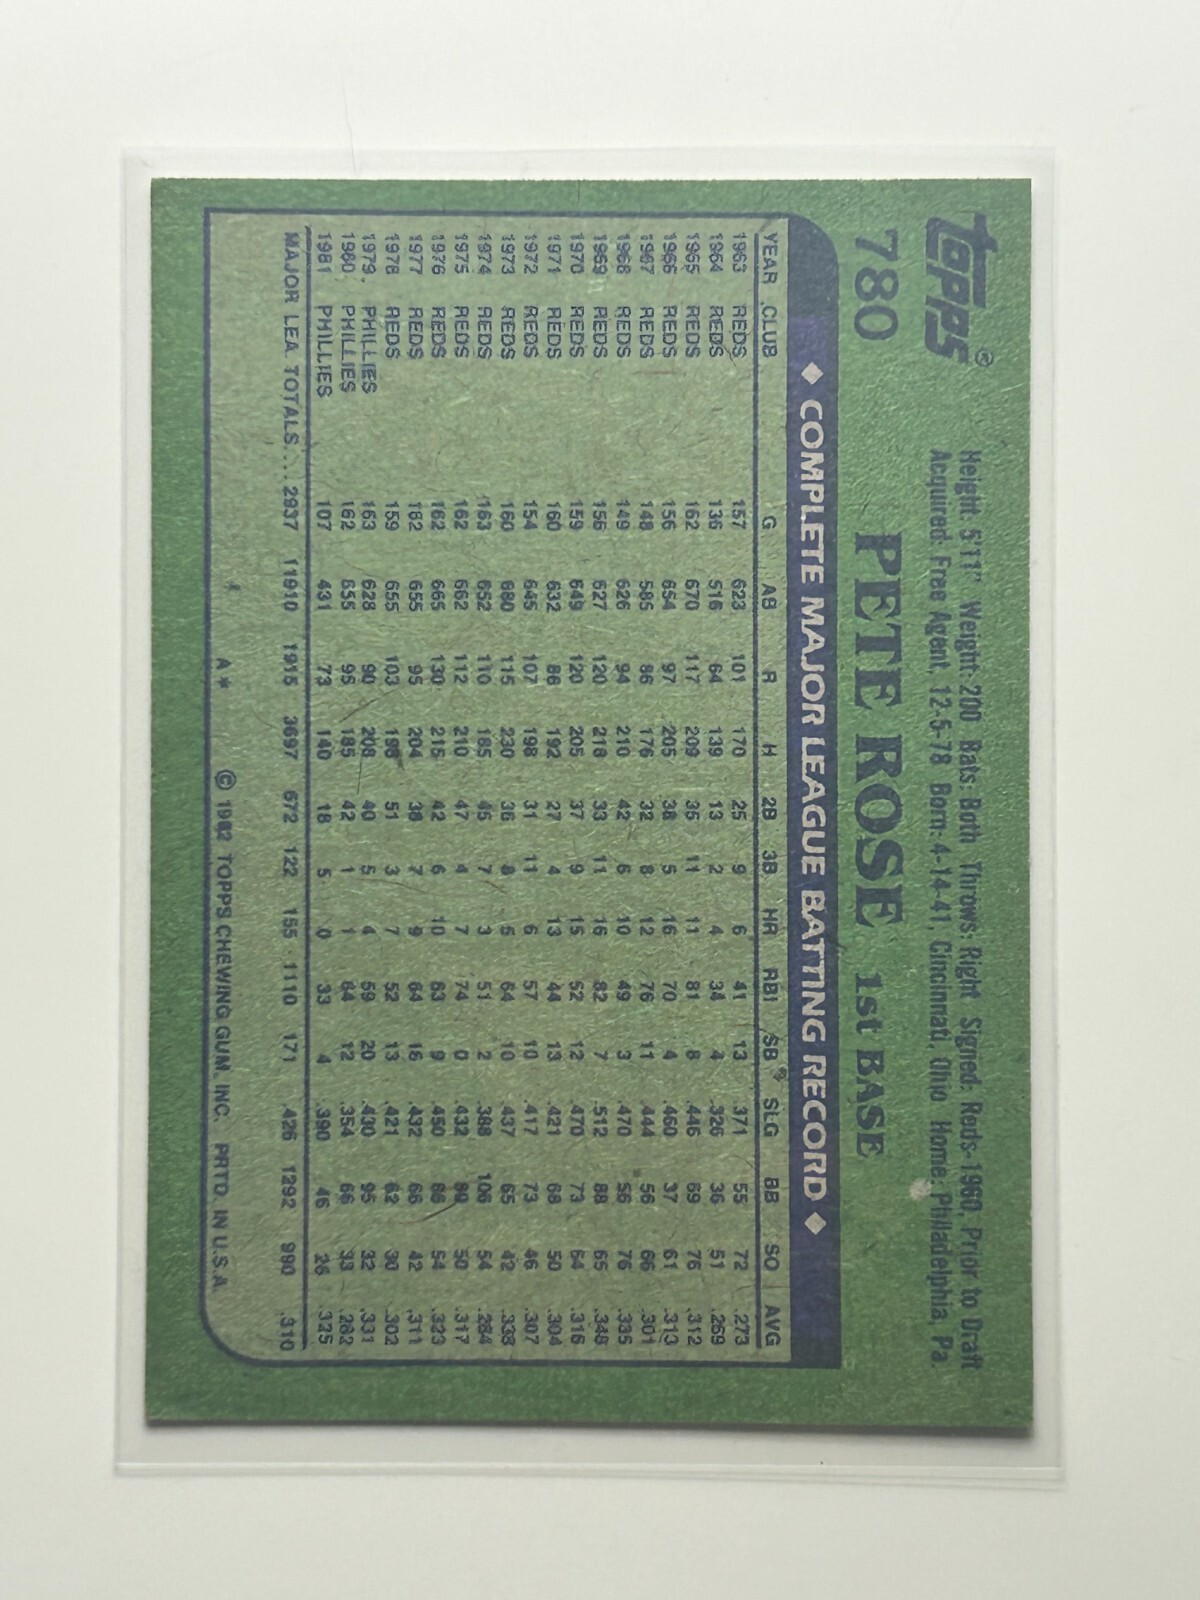 TOPPS®
780
Height: 5'11" Weight: 200 Bats: Both Throws: Right Signed: Reds-1960, Prior to Draft
Acquired: Free Agent, 12-5-78 Born: 4-14-41, Cincinnati, Ohio Home: Philadelphia, Pa.
PETE ROSE 1st BASE
◆ COMPLETE MAJOR LEAGUE BATTING RECORD ◆
YEAR CLUB G AB R H 2B 3B HR RBI SB SLG BB SO AVG
1963 REDS 157 623 101 170 25 9 6 41 13 .371 55 72 .273
1964 REDS 136 516 64 139 13 2 4 34 4 .326 36 51 .269
1965 REDS 162 670 117 209 35 11 11 81 8 .446 69 76 .312
1966 REDS 156 654 97 205 38 5 16 70 4 .460 37 61 .313
1967 REDS 148 585 86 176 32 8 12 76 11 .444 56 66 .301
1968 REDS 149 626 94 210 42 6 10 49 3 .470 56 76 .335
1969 REDS 156 627 120 218 33 11 16 82 7 .512 88 65 .348
1970 REDS 159 649 120 205 37 9 15 52 12 .470 73 64 .316
1971 REDS 160 632 86 192 27 4 13 44 13 .421 68 50 .304
1972 REDS 154 645 107 198 31 11 6 57 10 .417 73 46 .307
1973 REDS 160 680 115 230 36 8 5 64 10 .437 65 42 .338
1974 REDS 163 652 110 185 45 7 3 51 2 .388 106 54 .284
1975 REDS 162 662 112 210 47 4 7 74 0 .432 89 50 .317
1976 REDS 162 665 130 215 42 6 10 63 9 .450 86 54 .323
1977 REDS 162 655 95 204 38 7 9 64 16 .432 66 42 .311
1978 REDS 159 655 103 198 51 3 7 52 13 .421 62 30 .302
1979 PHILLIES 163 628 90 208 40 5 4 59 20 .430 95 32 .331
1980 PHILLIES 162 655 95 185 42 1 1 64 12 .354 66 33 .282
1981 PHILLIES 107 431 73 140 18 5 0 33 4 .390 46 26 .325
MAJOR LEA. TOTALS.... 2937 11910 1915 3697 672 122 155 1110 171 .426 1292 990 .310
A* © 1982 TOPPS CHEWING GUM, INC. PRTD. IN U.S.A.